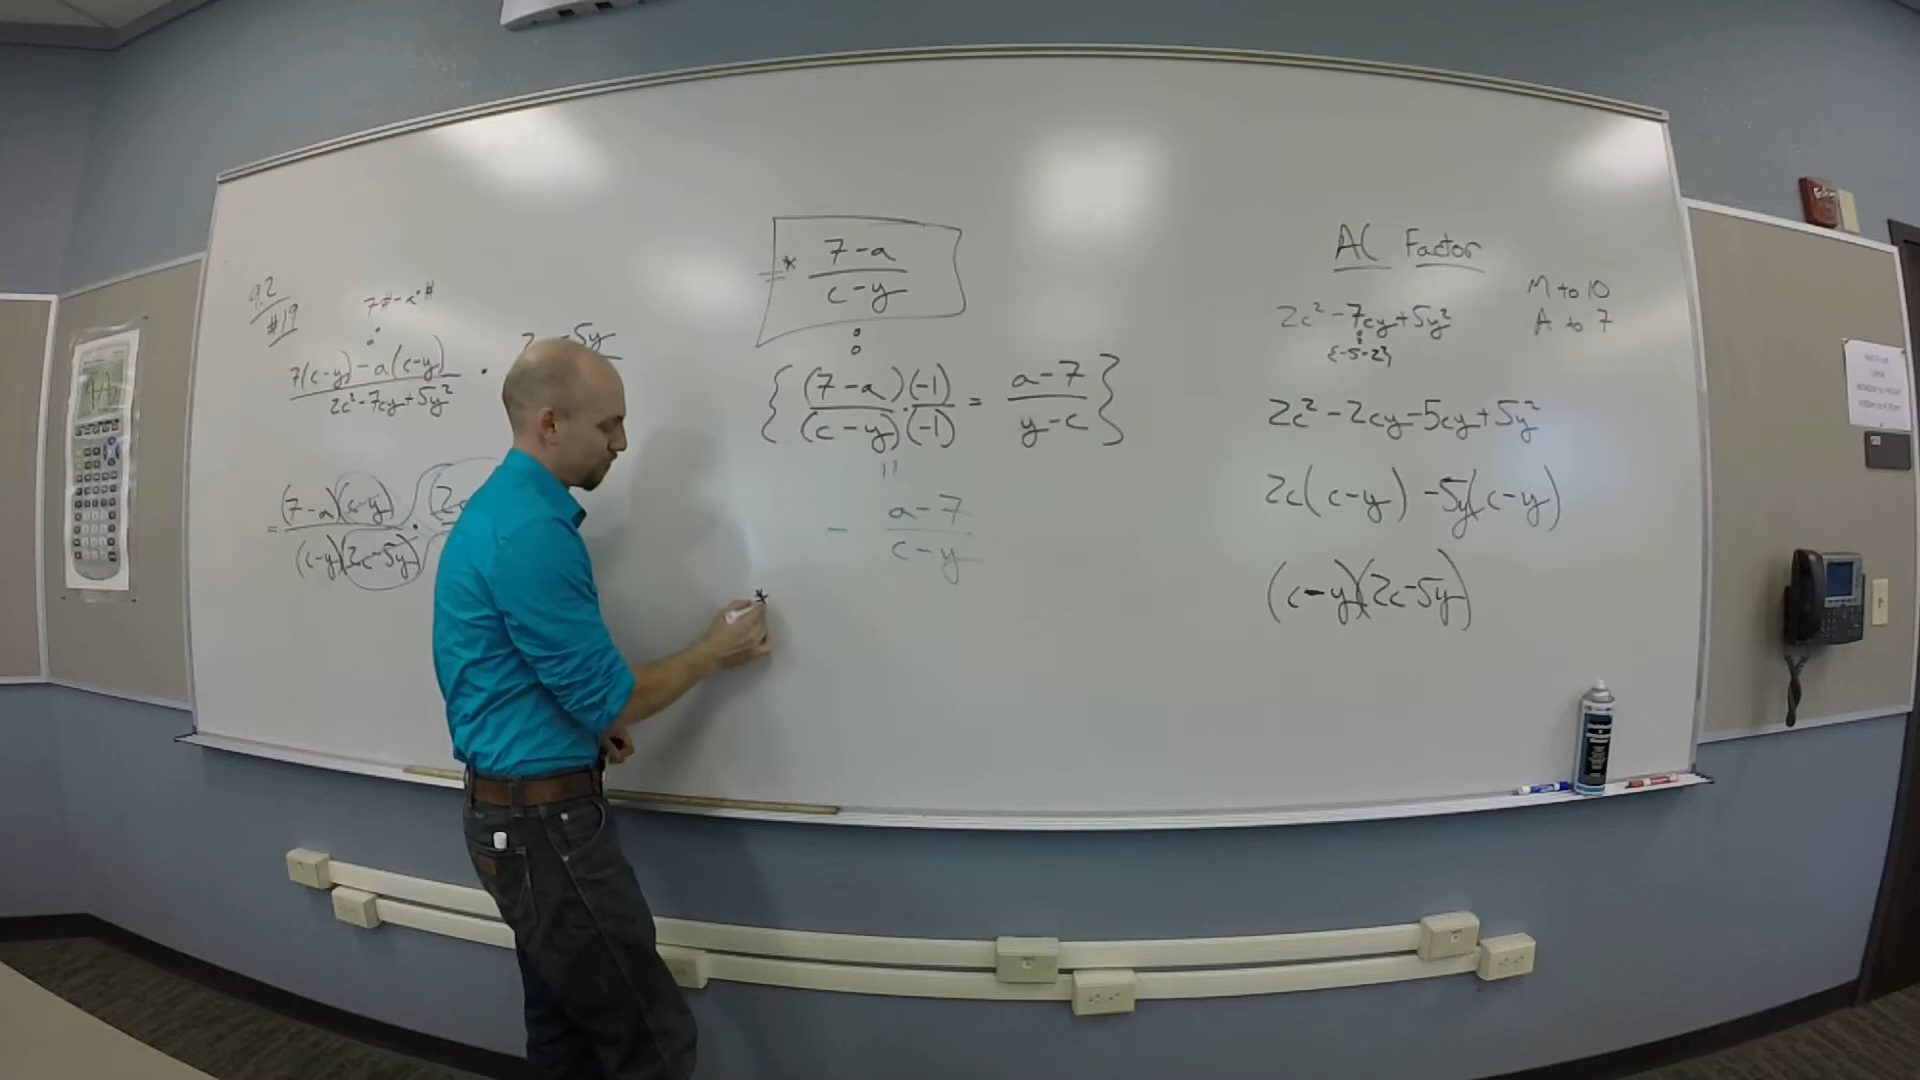 9.2
#19
7#-a·#
7(c-y)-a(c-y)
2c²-7cy+5y²
·
-5y
= (7-a)(c-y)
(c-y)(2c-5y)
·
= * 7-a
c-y
{ (7-a)·(-1) = a-7 }
(c-y)(-1) y-c
- a-7
c-y
*
AC Factor
2c²-7cy+5y²
{-5-2}
M to 10
A to 7
2c²-2cy-5cy+5y²
2c(c-y)-5y(c-y)
(c-y)(2c-5y)